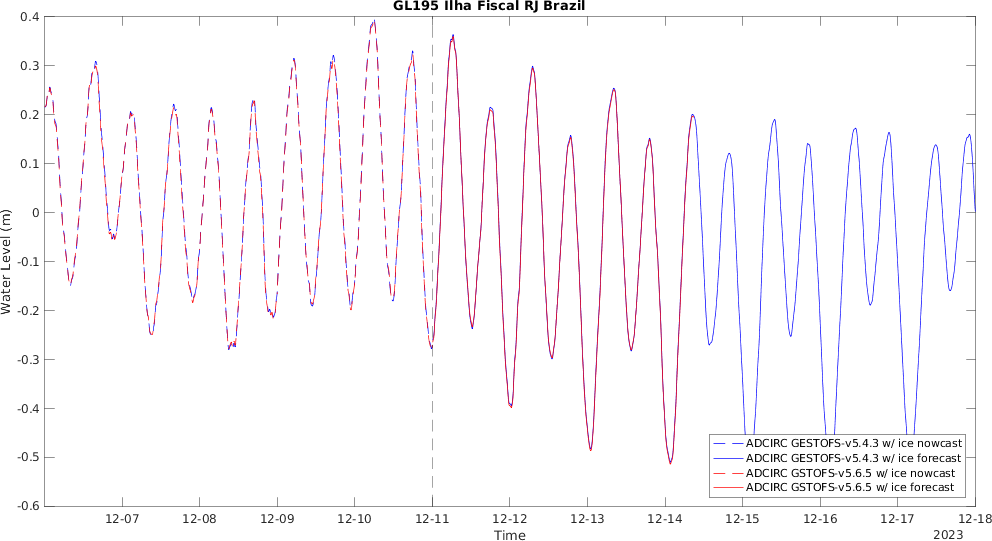 GL195 Ilha Fiscal RJ Brazil
0.4
0.3
0.2
0.1
0
-0.1
-0.2
-0.3
-0.4
-0.5
-0.6
Water Level (m)
ADCIRC GESTOFS-v5.4.3 w/ ice nowcast
ADCIRC GESTOFS-v5.4.3 w/ ice forecast
ADCIRC GSTOFS-v5.6.5 w/ ice nowcast
ADCIRC GSTOFS-v5.6.5 w/ ice forecast
12-07 12-08 12-09 12-10 12-11 12-12 12-13 12-14 12-15 12-16 12-17 12-18
Time
2023